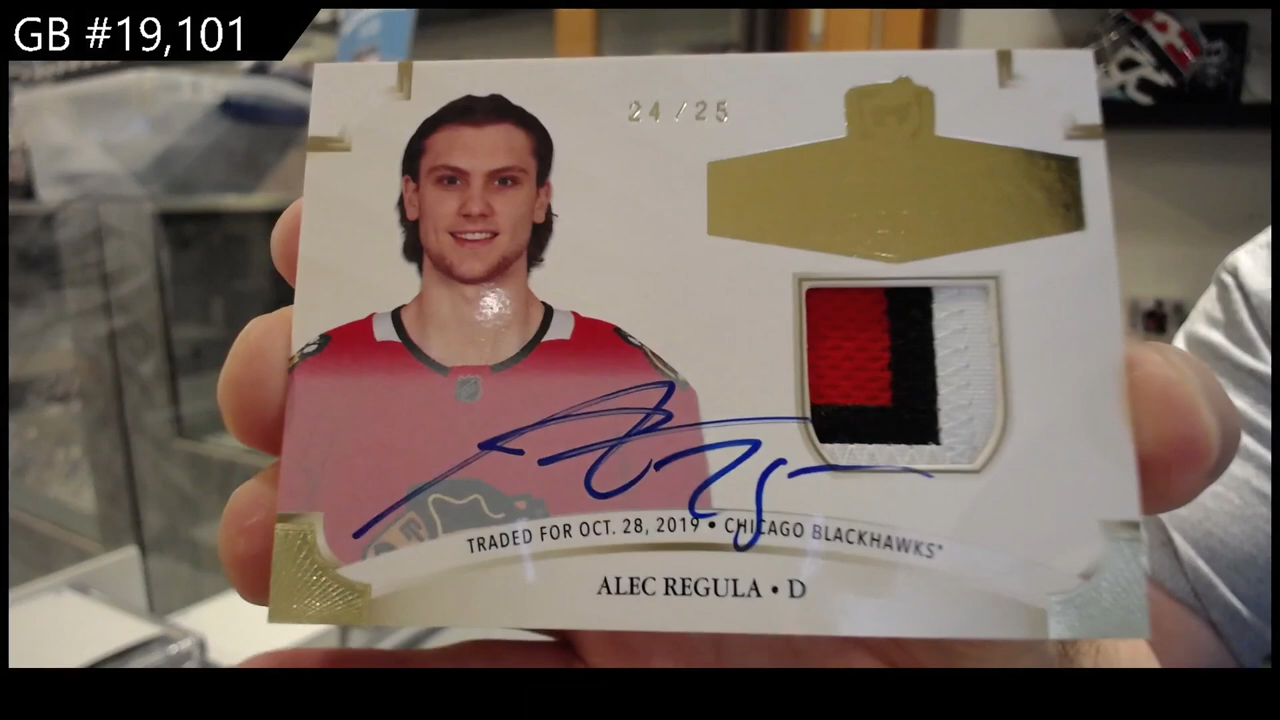 GB #19,101
24/25
TRADED FOR OCT. 28, 2019 • CHICAGO BLACKHAWKS*
ALEC REGULA • D